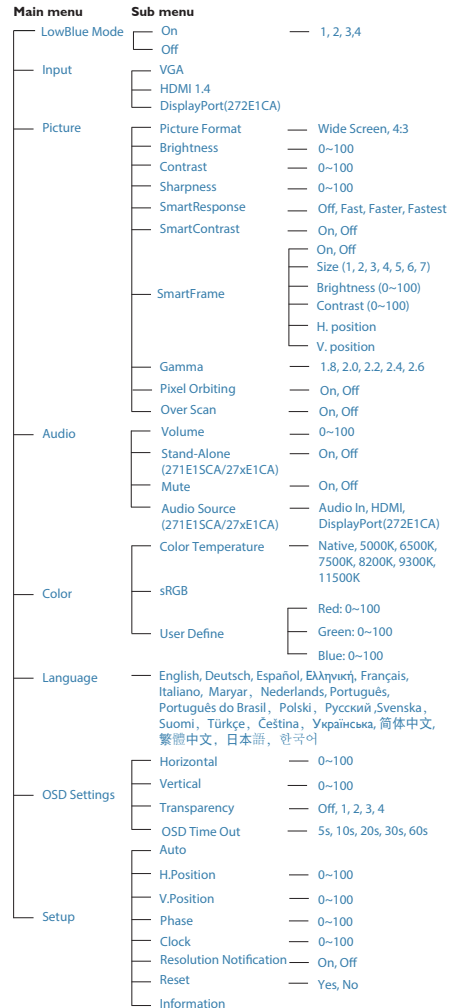 Main menu Sub menu
LowBlue Mode On 1, 2, 3,4
Off
Input VGA
HDMI 1.4
DisplayPort(272E1CA)
Picture Picture Format Wide Screen, 4:3
Brightness 0~100
Contrast 0~100
Sharpness 0~100
SmartResponse Off, Fast, Faster, Fastest
SmartContrast On, Off
On, Off
Size (1, 2, 3, 4, 5, 6, 7)
SmartFrame Brightness (0~100)
Contrast (0~100)
H. position
V. position
Gamma 1.8, 2.0, 2.2, 2.4, 2.6
Pixel Orbiting On, Off
Over Scan On, Off
Audio Volume 0~100
Stand-Alone On, Off
(271E1SCA/27xE1CA)
Mute On, Off
Audio Source Audio In, HDMI,
(271E1SCA/27xE1CA) DisplayPort(272E1CA)
Color Temperature Native, 5000K, 6500K,
7500K, 8200K, 9300K,
11500K
Color sRGB
Red: 0~100
User Define Green: 0~100
Blue: 0~100
Language English, Deutsch, Español, Ελληνική, Français,
Italiano, Maryar, Nederlands, Português,
Português do Brasil, Polski, Русский ,Svenska,
Suomi, Türkçe, Čeština, Українська, 简体中文,
繁體中文, 日本語, 한국어
Horizontal 0~100
Vertical 0~100
OSD Settings Transparency Off, 1, 2, 3, 4
OSD Time Out 5s, 10s, 20s, 30s, 60s
Auto
H.Position 0~100
V.Position 0~100
Setup Phase 0~100
Clock 0~100
Resolution Notification On, Off
Reset Yes, No
Information